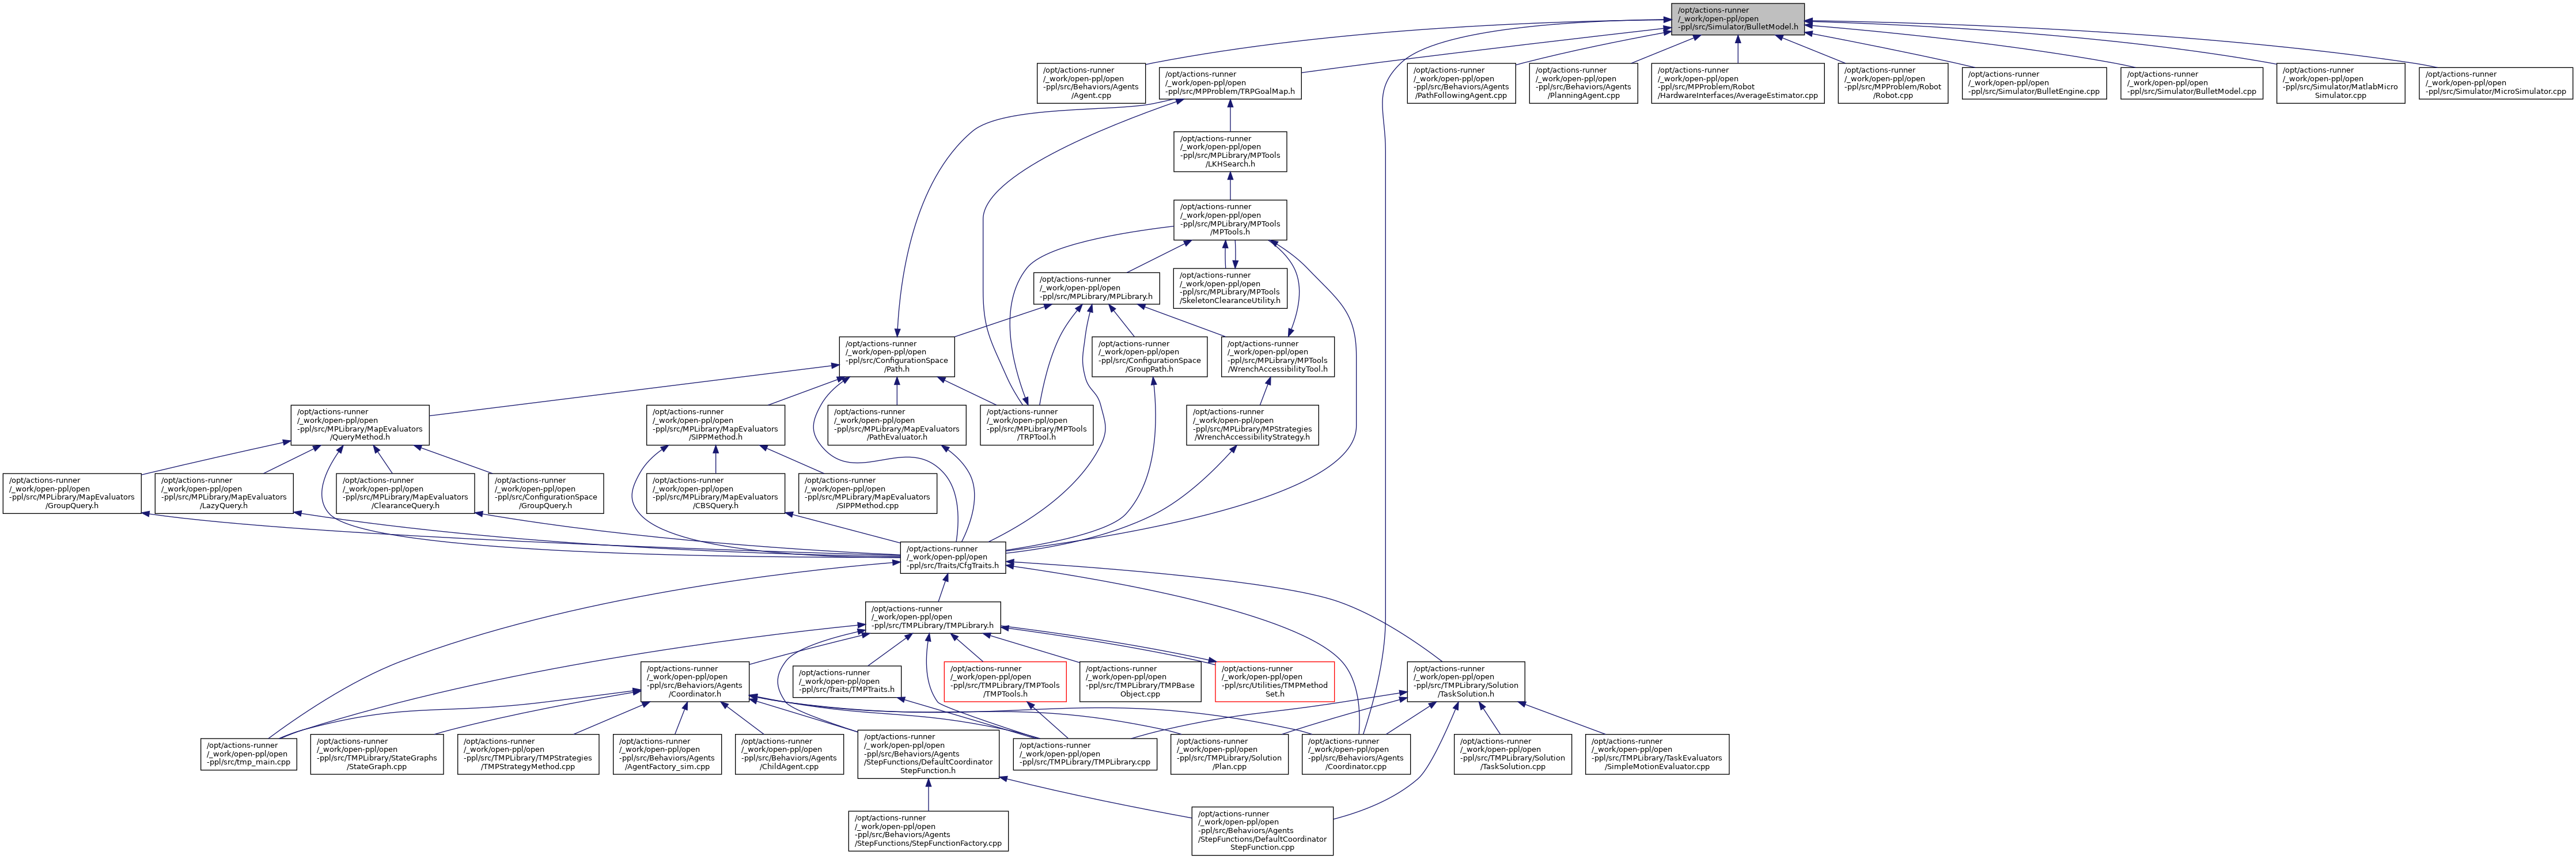 /opt/actions-runner
/_work/open-ppl/open
-ppl/src/Simulator/BulletModel.h
/opt/actions-runner
/_work/open-ppl/open
-ppl/src/Behaviors/Agents
/Agent.cpp
/opt/actions-runner
/_work/open-ppl/open
-ppl/src/MPProblem/TRPGoalMap.h
/opt/actions-runner
/_work/open-ppl/open
-ppl/src/Behaviors/Agents
/PathFollowingAgent.cpp
/opt/actions-runner
/_work/open-ppl/open
-ppl/src/Behaviors/Agents
/PlanningAgent.cpp
/opt/actions-runner
/_work/open-ppl/open
-ppl/src/MPProblem/Robot
/HardwareInterfaces/AverageEstimator.cpp
/opt/actions-runner
/_work/open-ppl/open
-ppl/src/MPProblem/Robot
/Robot.cpp
/opt/actions-runner
/_work/open-ppl/open
-ppl/src/Simulator/BulletEngine.cpp
/opt/actions-runner
/_work/open-ppl/open
-ppl/src/Simulator/BulletModel.cpp
/opt/actions-runner
/_work/open-ppl/open
-ppl/src/Simulator/MatlabMicro
Simulator.cpp
/opt/actions-runner
/_work/open-ppl/open
-ppl/src/Simulator/MicroSimulator.cpp
/opt/actions-runner
/_work/open-ppl/open
-ppl/src/MPLibrary/MPTools
/LKHSearch.h
/opt/actions-runner
/_work/open-ppl/open
-ppl/src/MPLibrary/MPTools
/MPTools.h
/opt/actions-runner
/_work/open-ppl/open
-ppl/src/MPLibrary/MPLibrary.h
/opt/actions-runner
/_work/open-ppl/open
-ppl/src/MPLibrary/MPTools
/SkeletonClearanceUtility.h
/opt/actions-runner
/_work/open-ppl/open
-ppl/src/ConfigurationSpace
/Path.h
/opt/actions-runner
/_work/open-ppl/open
-ppl/src/ConfigurationSpace
/GroupPath.h
/opt/actions-runner
/_work/open-ppl/open
-ppl/src/MPLibrary/MPTools
/WrenchAccessibilityTool.h
/opt/actions-runner
/_work/open-ppl/open
-ppl/src/MPLibrary/MapEvaluators
/QueryMethod.h
/opt/actions-runner
/_work/open-ppl/open
-ppl/src/MPLibrary/MapEvaluators
/SIPPMethod.h
/opt/actions-runner
/_work/open-ppl/open
-ppl/src/MPLibrary/MapEvaluators
/PathEvaluator.h
/opt/actions-runner
/_work/open-ppl/open
-ppl/src/MPLibrary/MPTools
/TRPTool.h
/opt/actions-runner
/_work/open-ppl/open
-ppl/src/MPLibrary/MPStrategies
/WrenchAccessibilityStrategy.h
/opt/actions-runner
/_work/open-ppl/open
-ppl/src/MPLibrary/MapEvaluators
/GroupQuery.h
/opt/actions-runner
/_work/open-ppl/open
-ppl/src/MPLibrary/MapEvaluators
/LazyQuery.h
/opt/actions-runner
/_work/open-ppl/open
-ppl/src/MPLibrary/MapEvaluators
/ClearanceQuery.h
/opt/actions-runner
/_work/open-ppl/open
-ppl/src/ConfigurationSpace
/GroupQuery.h
/opt/actions-runner
/_work/open-ppl/open
-ppl/src/MPLibrary/MapEvaluators
/CBSQuery.h
/opt/actions-runner
/_work/open-ppl/open
-ppl/src/MPLibrary/MapEvaluators
/SIPPMethod.cpp
/opt/actions-runner
/_work/open-ppl/open
-ppl/src/Traits/CfgTraits.h
/opt/actions-runner
/_work/open-ppl/open
-ppl/src/TMPLibrary/TMPLibrary.h
/opt/actions-runner
/_work/open-ppl/open
-ppl/src/Behaviors/Agents
/Coordinator.h
/opt/actions-runner
/_work/open-ppl/open
-ppl/src/Traits/TMPTraits.h
/opt/actions-runner
/_work/open-ppl/open
-ppl/src/TMPLibrary/TMPTools
/TMPTools.h
/opt/actions-runner
/_work/open-ppl/open
-ppl/src/TMPLibrary/TMPBase
Object.cpp
/opt/actions-runner
/_work/open-ppl/open
-ppl/src/Utilities/TMPMethod
Set.h
/opt/actions-runner
/_work/open-ppl/open
-ppl/src/TMPLibrary/Solution
/TaskSolution.h
/opt/actions-runner
/_work/open-ppl/open
-ppl/src/tmp_main.cpp
/opt/actions-runner
/_work/open-ppl/open
-ppl/src/TMPLibrary/StateGraphs
/StateGraph.cpp
/opt/actions-runner
/_work/open-ppl/open
-ppl/src/TMPLibrary/TMPStrategies
/TMPStrategyMethod.cpp
/opt/actions-runner
/_work/open-ppl/open
-ppl/src/Behaviors/Agents
/AgentFactory_sim.cpp
/opt/actions-runner
/_work/open-ppl/open
-ppl/src/Behaviors/Agents
/ChildAgent.cpp
/opt/actions-runner
/_work/open-ppl/open
-ppl/src/Behaviors/Agents
/StepFunctions/DefaultCoordinator
StepFunction.h
/opt/actions-runner
/_work/open-ppl/open
-ppl/src/TMPLibrary/TMPLibrary.cpp
/opt/actions-runner
/_work/open-ppl/open
-ppl/src/TMPLibrary/Solution
/Plan.cpp
/opt/actions-runner
/_work/open-ppl/open
-ppl/src/Behaviors/Agents
/Coordinator.cpp
/opt/actions-runner
/_work/open-ppl/open
-ppl/src/TMPLibrary/Solution
/TaskSolution.cpp
/opt/actions-runner
/_work/open-ppl/open
-ppl/src/TMPLibrary/TaskEvaluators
/SimpleMotionEvaluator.cpp
/opt/actions-runner
/_work/open-ppl/open
-ppl/src/Behaviors/Agents
/StepFunctions/StepFunctionFactory.cpp
/opt/actions-runner
/_work/open-ppl/open
-ppl/src/Behaviors/Agents
/StepFunctions/DefaultCoordinator
StepFunction.cpp